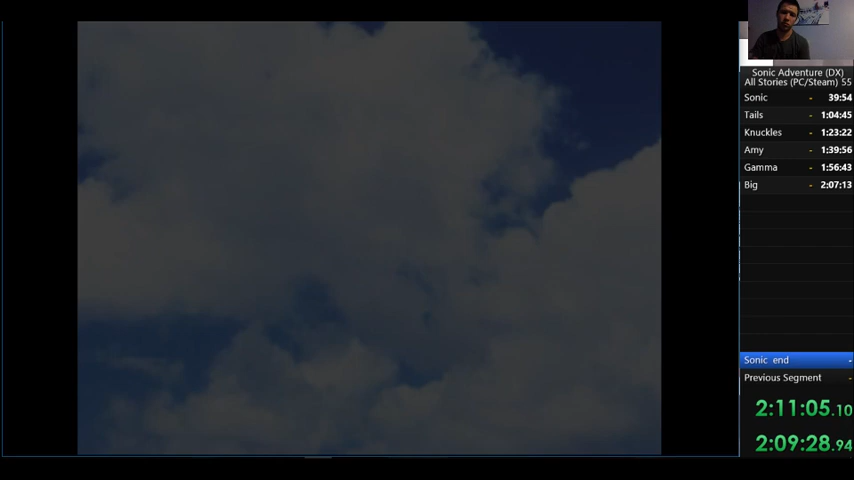 Sonic Adventure (DX)
All Stories (PC/Steam) 55
Sonic - 39:54
Tails - 1:04:45
Knuckles - 1:23:22
Amy - 1:39:56
Gamma - 1:56:43
Big - 2:07:13
Sonic end -
Previous Segment -
2:11:05.10
2:09:28.94